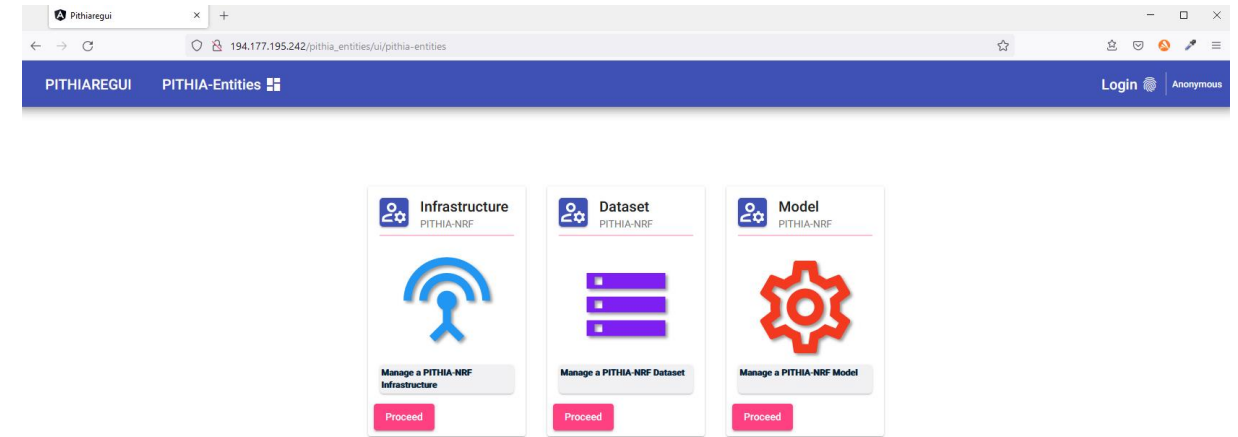 Pithiaregui
194.177.195.242/pithia_entities/ui/pithia-entities
PITHIAREGUI PITHIA-Entities Login Anonymous
Infrastructure
PITHIA-NRF
Manage a PITHIA-NRF
Infrastructure
Proceed
Dataset
PITHIA-NRF
Manage a PITHIA-NRF Dataset
Proceed
Model
PITHIA-NRF
Manage a PITHIA-NRF Model
Proceed